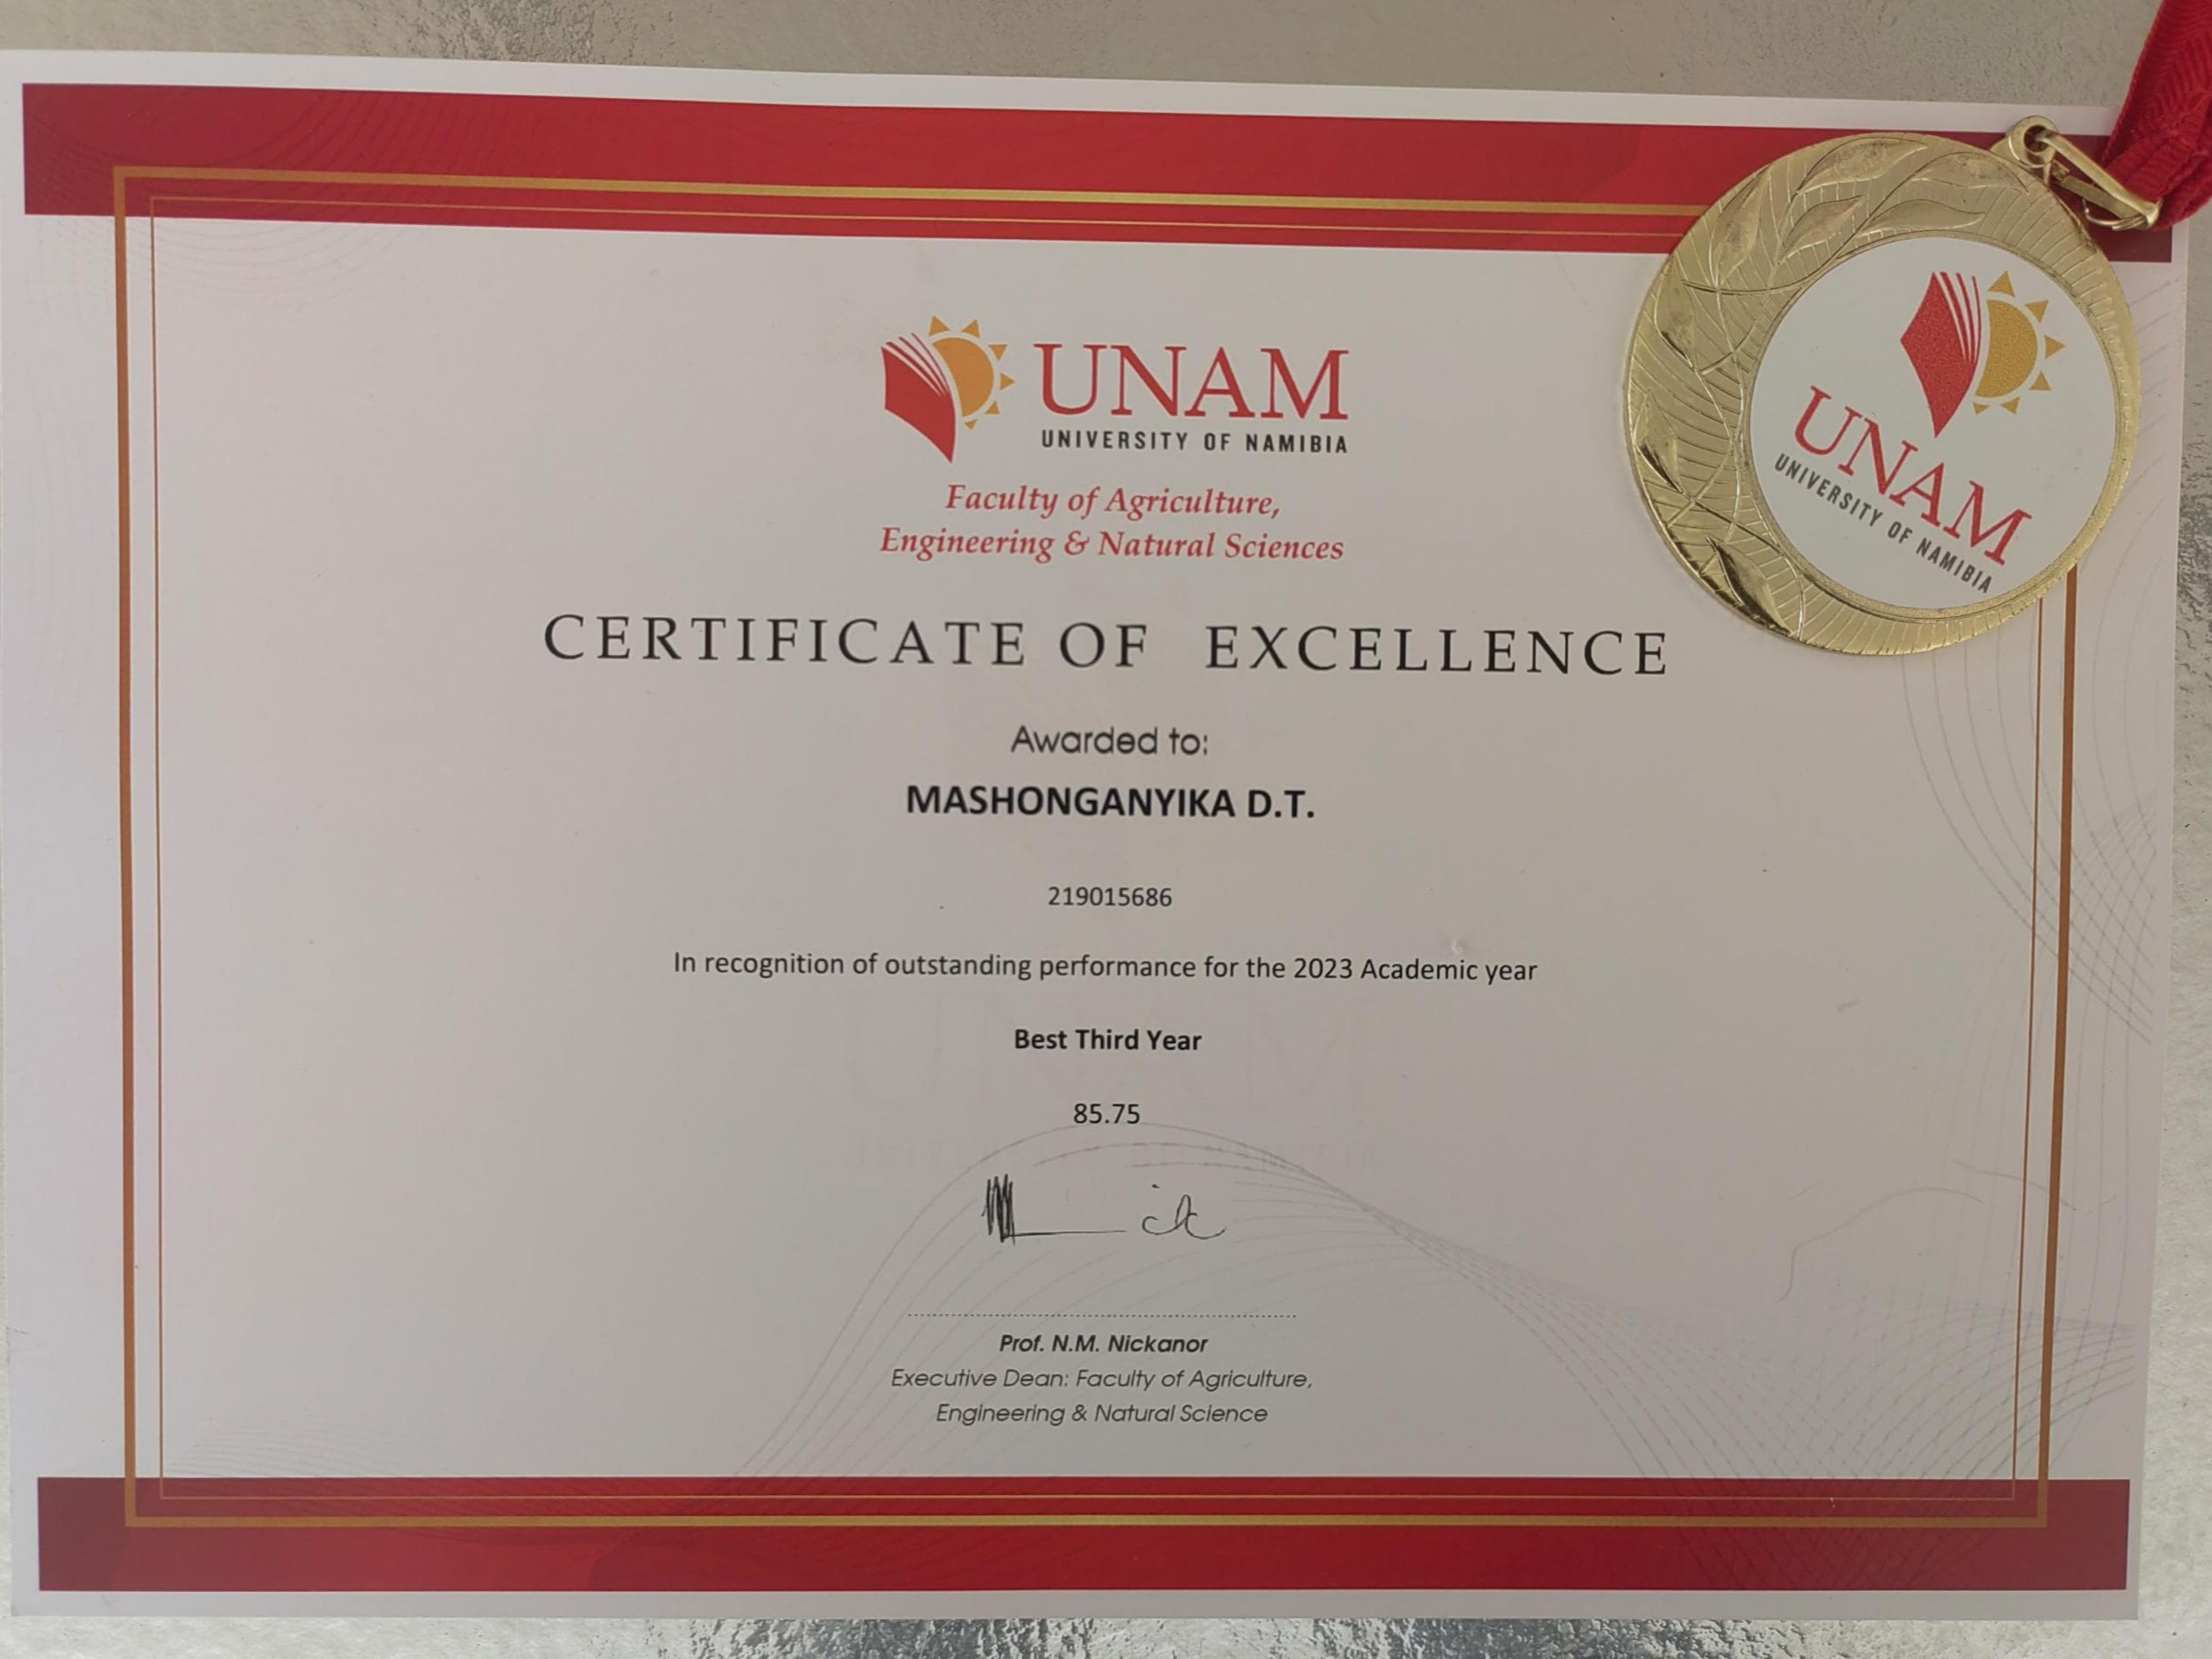 UNAM
UNIVERSITY OF NAMIBIA
Faculty of Agriculture,
Engineering & Natural Sciences
UNAM
UNIVERSITY OF NAMIBIA
CERTIFICATE OF EXCELLENCE
Awarded to:
MASHONGANYIKA D.T.
219015686
In recognition of outstanding performance for the 2023 Academic year
Best Third Year
85.75
Prof. N.M. Nickanor
Executive Dean: Faculty of Agriculture,
Engineering & Natural Science